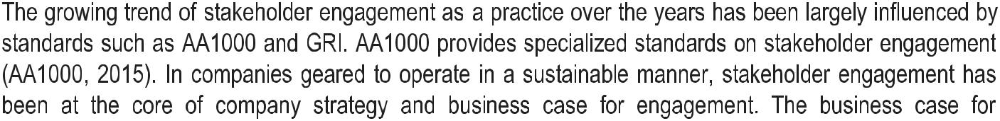 The growing trend of stakeholder engagement as a practice over the years has been largely influenced by
standards such as AA1000 and GRI. AA1000 provides specialized standards on stakeholder engagement
(AA1000, 2015). In companies geared to operate in a sustainable manner, stakeholder engagement has
been at the core of company strategy and business case for engagement. The business case for